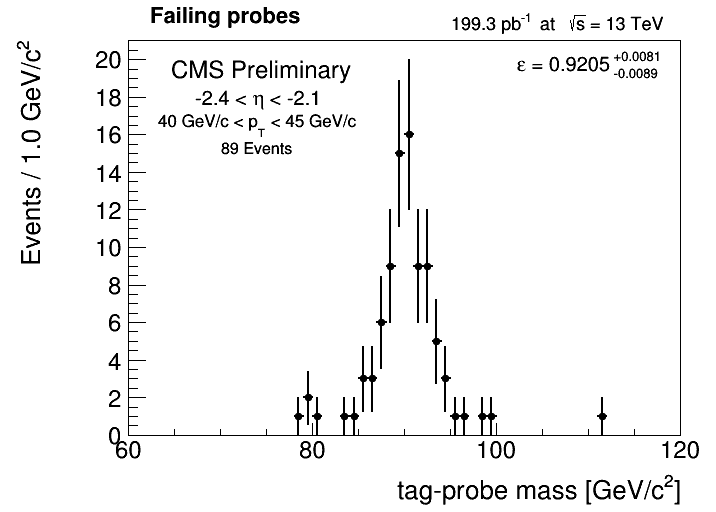 Failing probes
199.3 pb⁻¹ at √s = 13 TeV
CMS Preliminary
-2.4 < η < -2.1
40 GeV/c < p_T < 45 GeV/c
89 Events
ε = 0.9205 +0.0081 -0.0089
Events / 1.0 GeV/c²
20
18
16
14
12
10
8
6
4
2
0
60 80 100 120
tag-probe mass [GeV/c²]